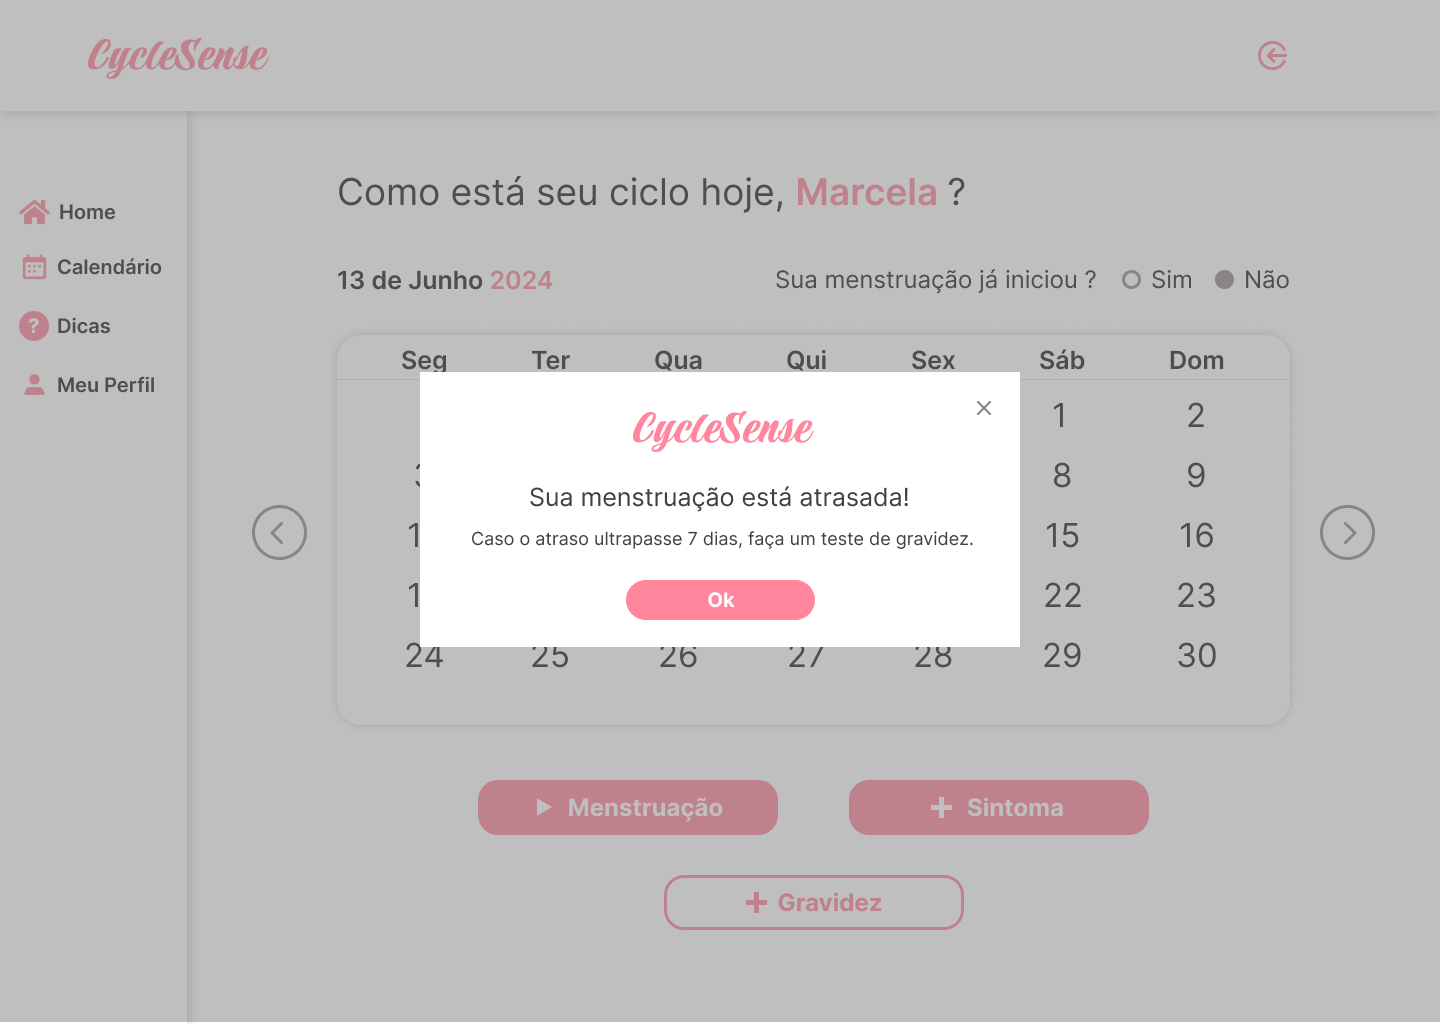 CycleSense
Home
Calendário
Dicas
Meu Perfil
Como está seu ciclo hoje, Marcela ?
13 de Junho 2024
Sua menstruação já iniciou ? Sim Não
Seg Ter Qua Qui Sex Sáb Dom
1 2
8 9
15 16
22 23
24 25 26 27 28 29 30
CycleSense
Sua menstruação está atrasada!
Caso o atraso ultrapasse 7 dias, faça um teste de gravidez.
Ok
Menstruação
Sintoma
Gravidez